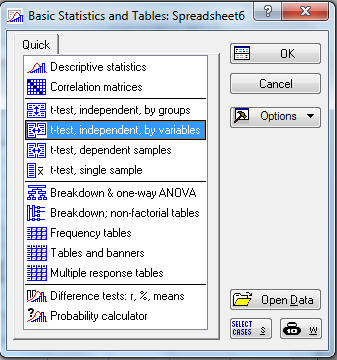 Basic Statistics and Tables: Spreadsheet6
?
Quick
Descriptive statistics
Correlation matrices
t-test, independent, by groups
t-test, independent, by variables
t-test, dependent samples
t-test, single sample
Breakdown & one-way ANOVA
Breakdown; non-factorial tables
Frequency tables
Tables and banners
Multiple response tables
Difference tests: r, %, means
Probability calculator
OK
Cancel
Options
Open Data
SELECT CASES S
W